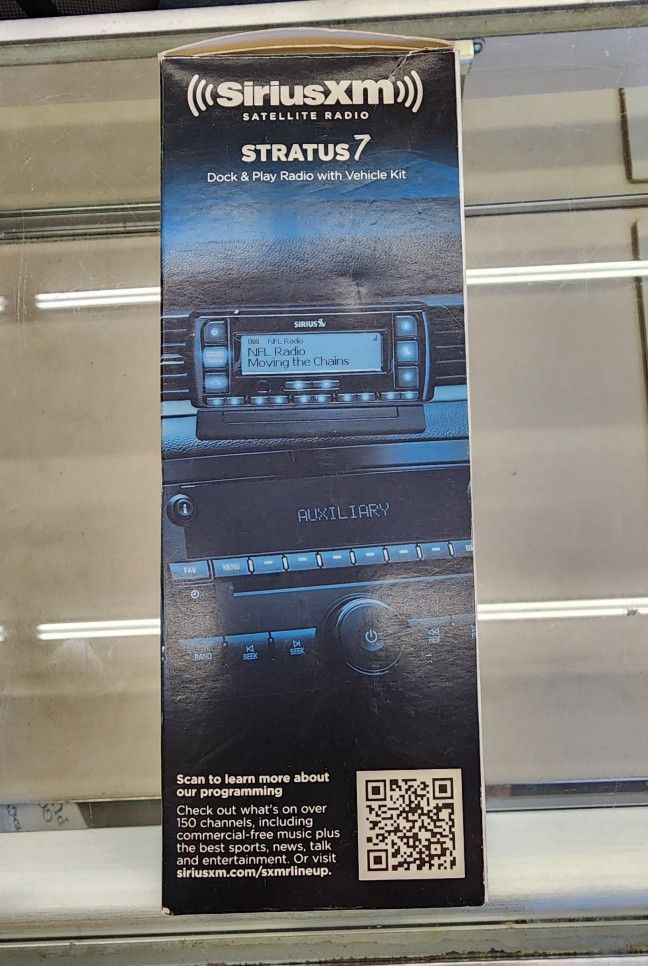 SiriusXm
SATELLITE RADIO
STRATUS 7
Dock & Play Radio with Vehicle Kit
SIRIUS
NFL Radio
NFL Radio
Moving the Chains
AUXILIARY
FAV MENU
BAND SEEK SEEK
Scan to learn more about
our programming
Check out what's on over
150 channels, including
commercial-free music plus
the best sports, news, talk
and entertainment. Or visit
siriusxm.com/sxmrlineup.